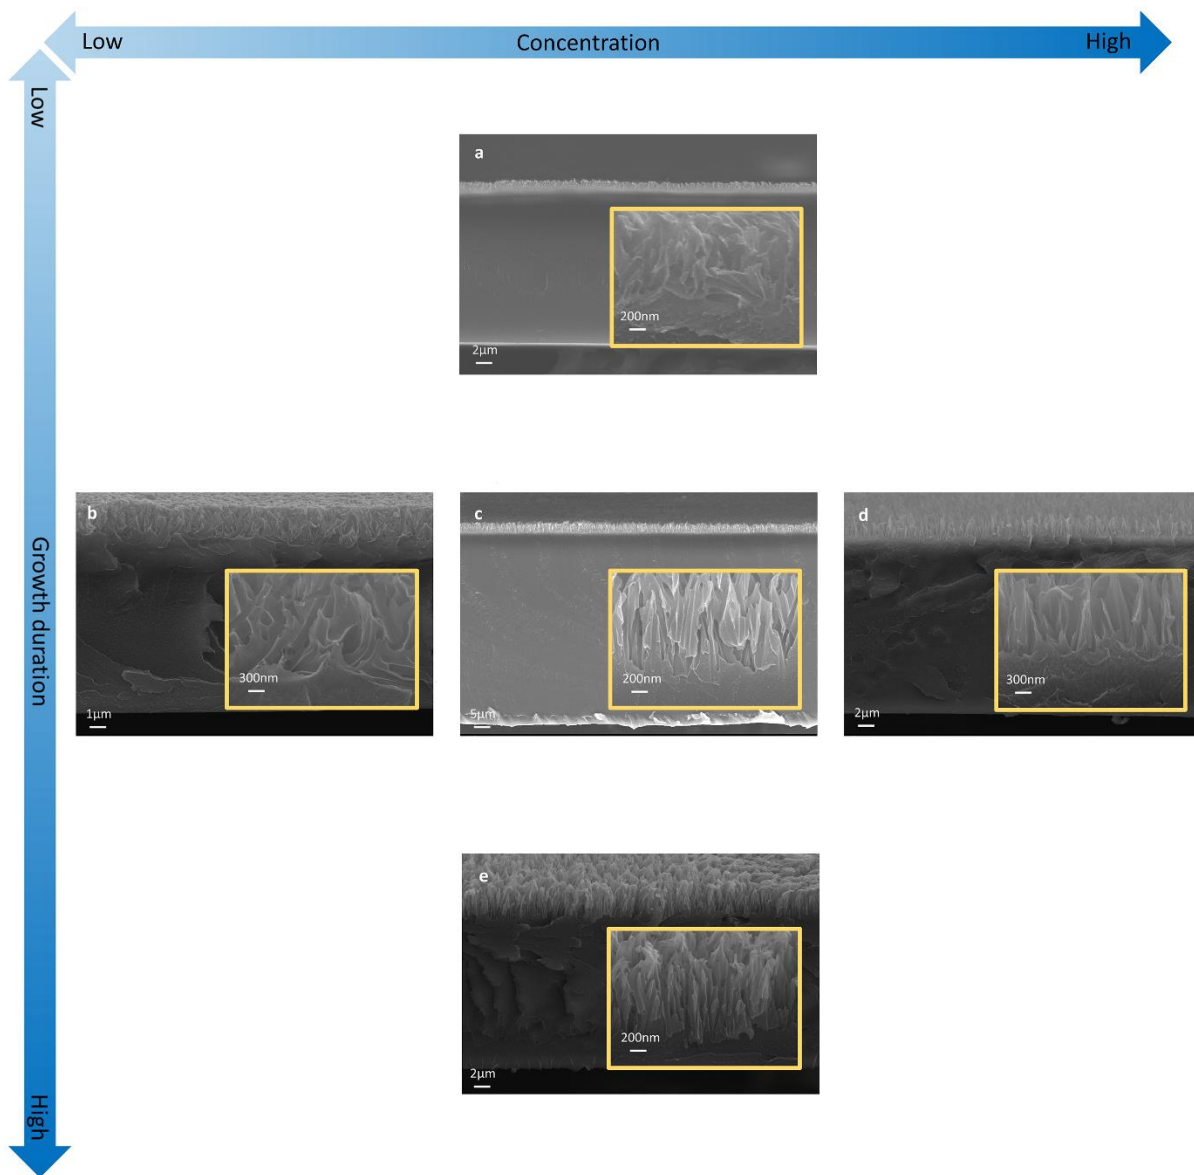 Low
Concentration
High
Low
a
200nm
2μm
Growth duration
b
300nm
1μm
c
200nm
5μm
d
300nm
2μm
e
200nm
2μm
High